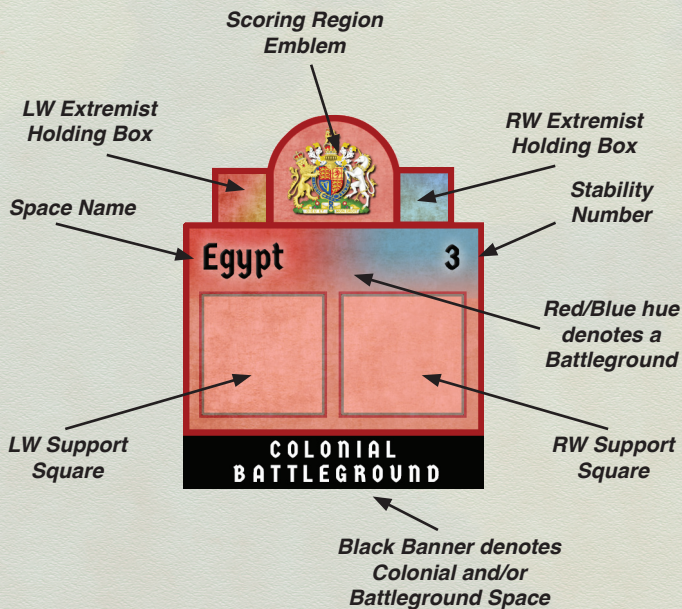 Scoring Region
Emblem
LW Extremist
Holding Box
RW Extremist
Holding Box
Space Name
Stability
Number
Egypt 3
Red/Blue hue
denotes a
Battleground
LW Support
Square
RW Support
Square
COLONIAL
BATTLEGROUND
Black Banner denotes
Colonial and/or
Battleground Space